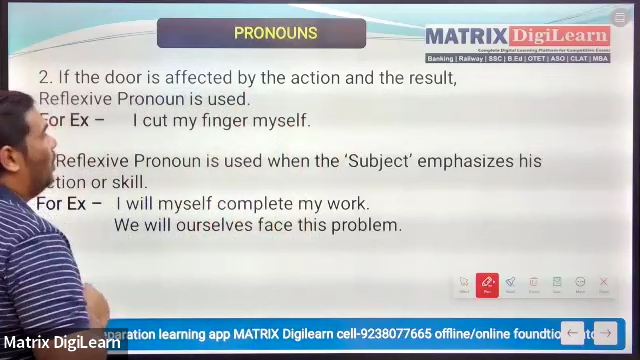 PRONOUNS
MATRIX DigiLearn
Complete Digital Learning Platform for Competitive Exams
Banking | Railway | SSC | B.Ed | OTET | ASO | CLAT | MBA
2. If the door is affected by the action and the result,
Reflexive Pronoun is used.
For Ex – I cut my finger myself.
Reflexive Pronoun is used when the ‘Subject’ emphasizes his
ction or skill.
For Ex – I will myself complete my work.
We will ourselves face this problem.
Matrix DigiLearn
paration learning app MATRIX Digilearn cell-9238077665 offline/online foundtion